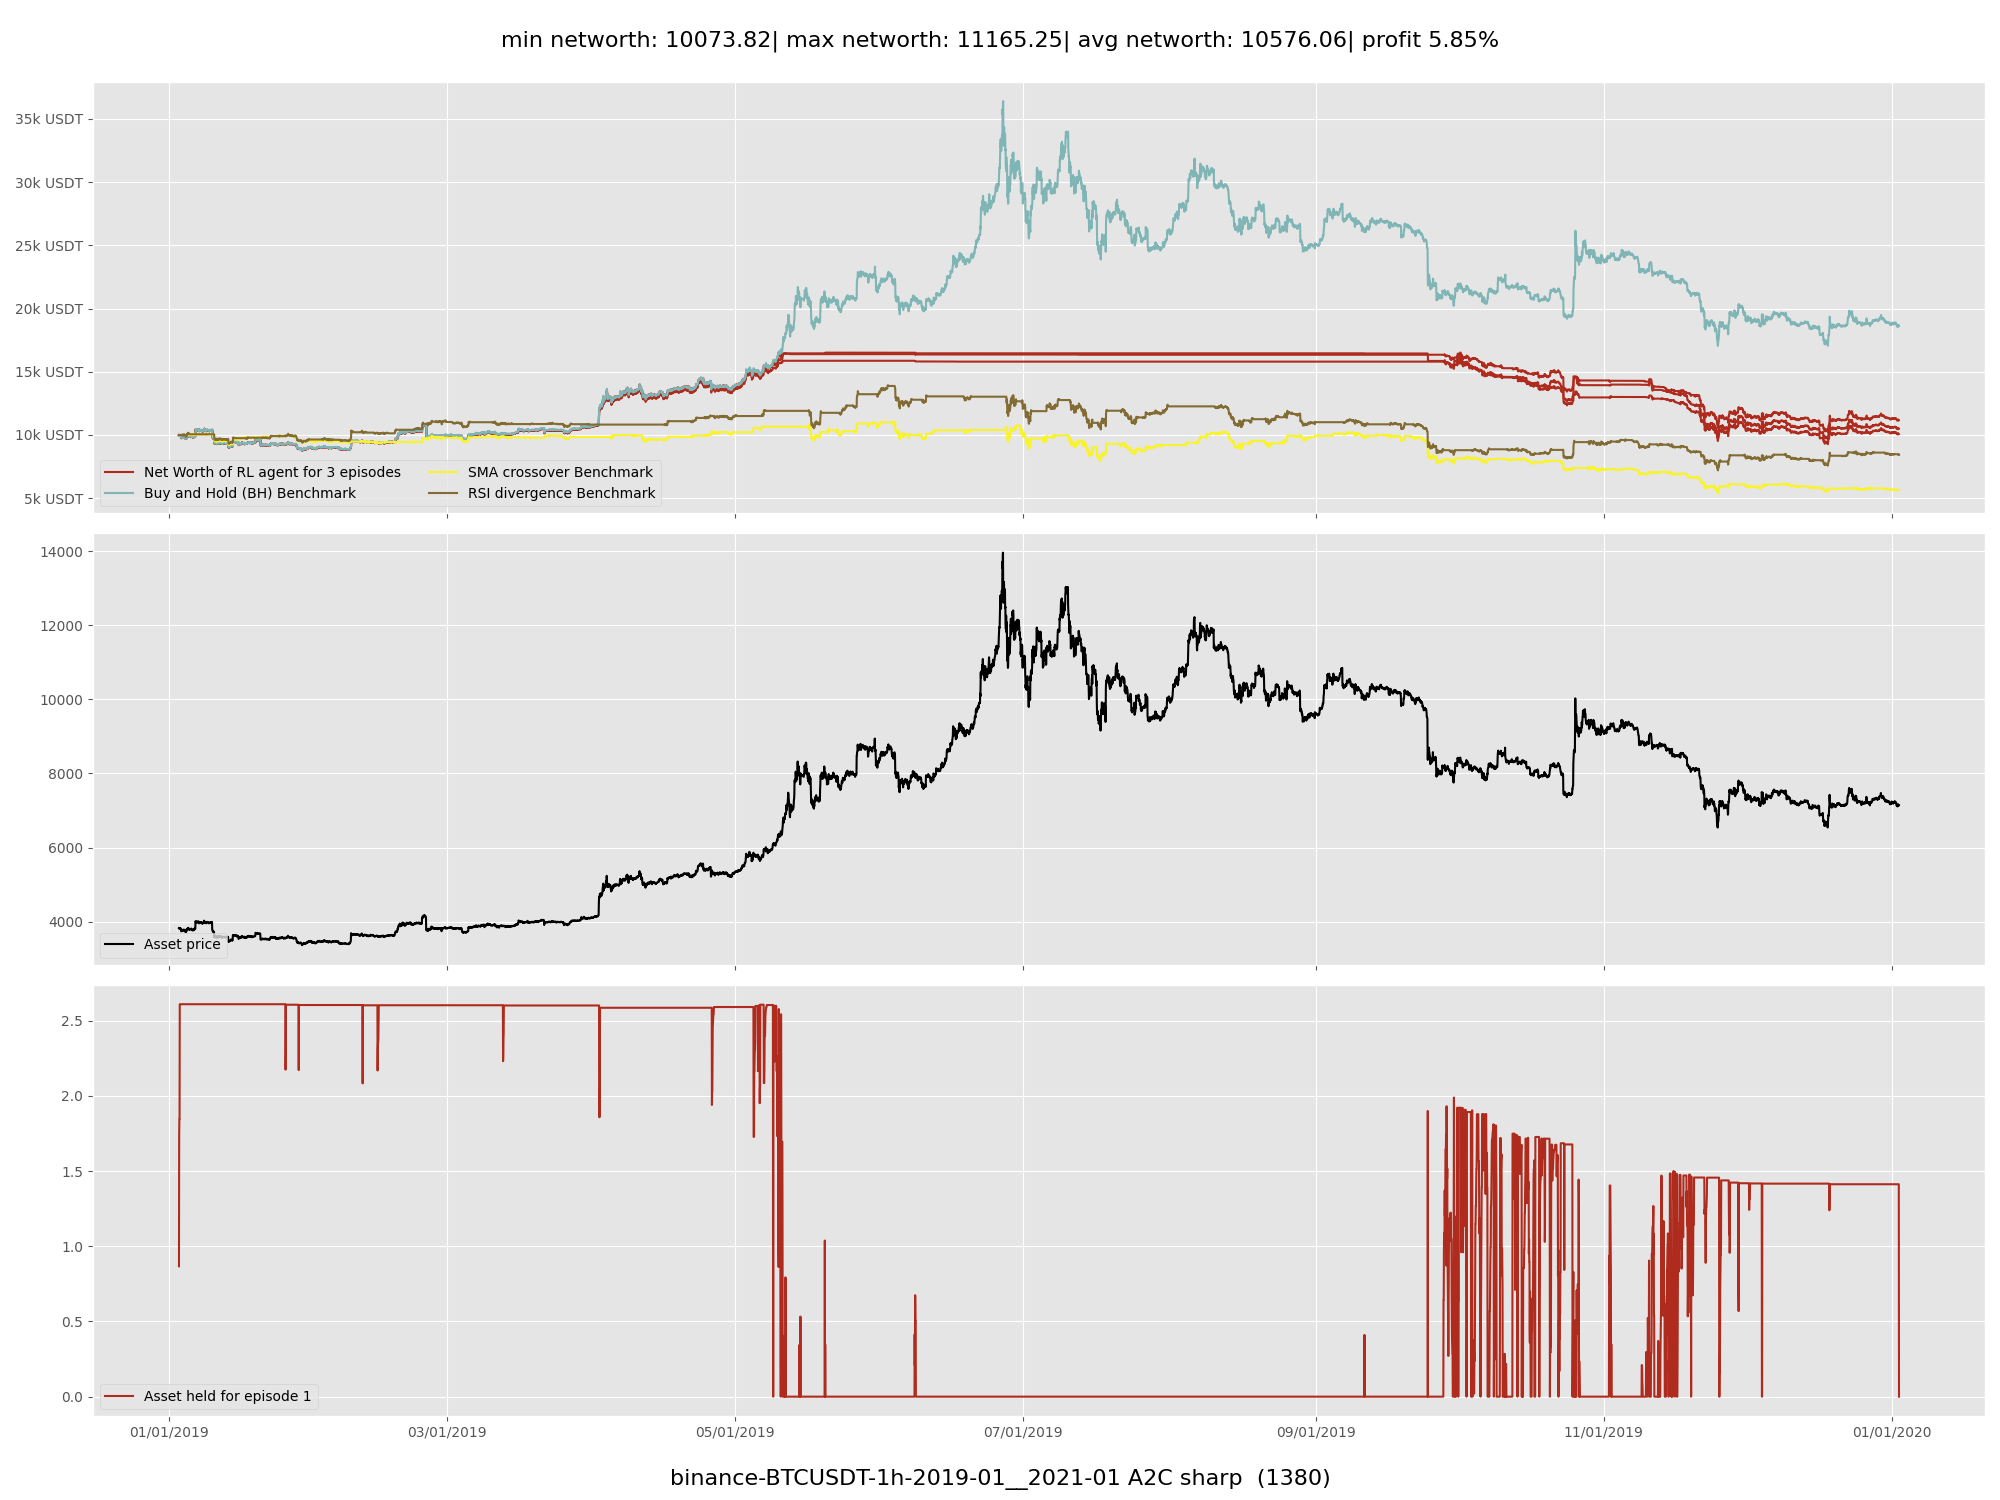 min networth: 10073.82| max networth: 11165.25| avg networth: 10576.06| profit 5.85%
35k USDT
30k USDT
25k USDT
20k USDT
15k USDT
10k USDT
5k USDT
Net Worth of RL agent for 3 episodes
Buy and Hold (BH) Benchmark
SMA crossover Benchmark
RSI divergence Benchmark
14000
12000
10000
8000
6000
4000
Asset price
2.5
2.0
1.5
1.0
0.5
0.0
Asset held for episode 1
01/01/2019 03/01/2019 05/01/2019 07/01/2019 09/01/2019 11/01/2019 01/01/2020
binance-BTCUSDT-1h-2019-01__2021-01 A2C sharp (1380)